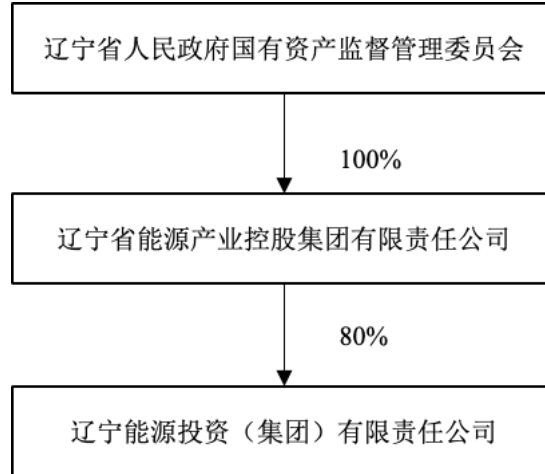 辽宁省人民政府国有资产监督管理委员会
100%
辽宁省能源产业控股集团有限责任公司
80%
辽宁能源投资（集团）有限责任公司